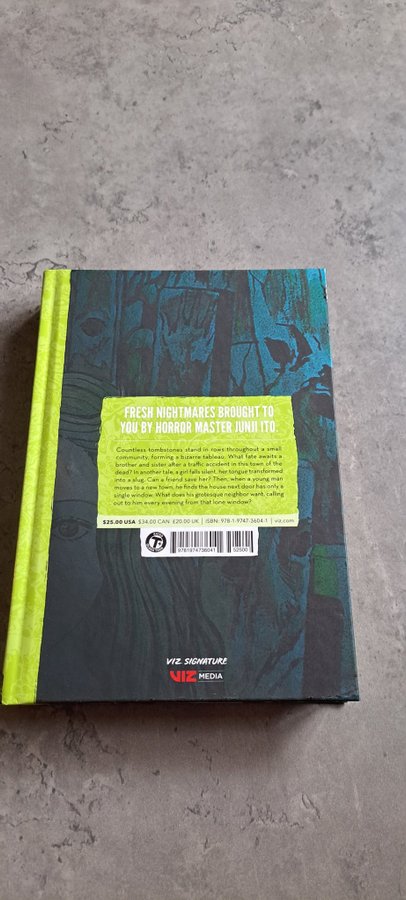 FRESH NIGHTMARES BROUGHT TO
YOU BY HORROR MASTER JUNJI ITO.
Countless tombstones stand in rows throughout a small
community, forming a bizarre tableau. What fate awaits a
brother and sister after a traffic accident in this town of the
dead? In another tale, a girl falls silent, her tongue transformed
into a slug. Can a friend save her? Then, when a young man
moves to a new town, he finds the house next door has only a
single window. What does his grotesque neighbor want, calling
out to him every evening from that lone window?
$25.00 USA $34.00 CAN £20.00 UK | ISBN: 978-1-9747-3604-1 | viz.com
T+
9781974736041
52500
VIZ SIGNATURE
VIZ MEDIA